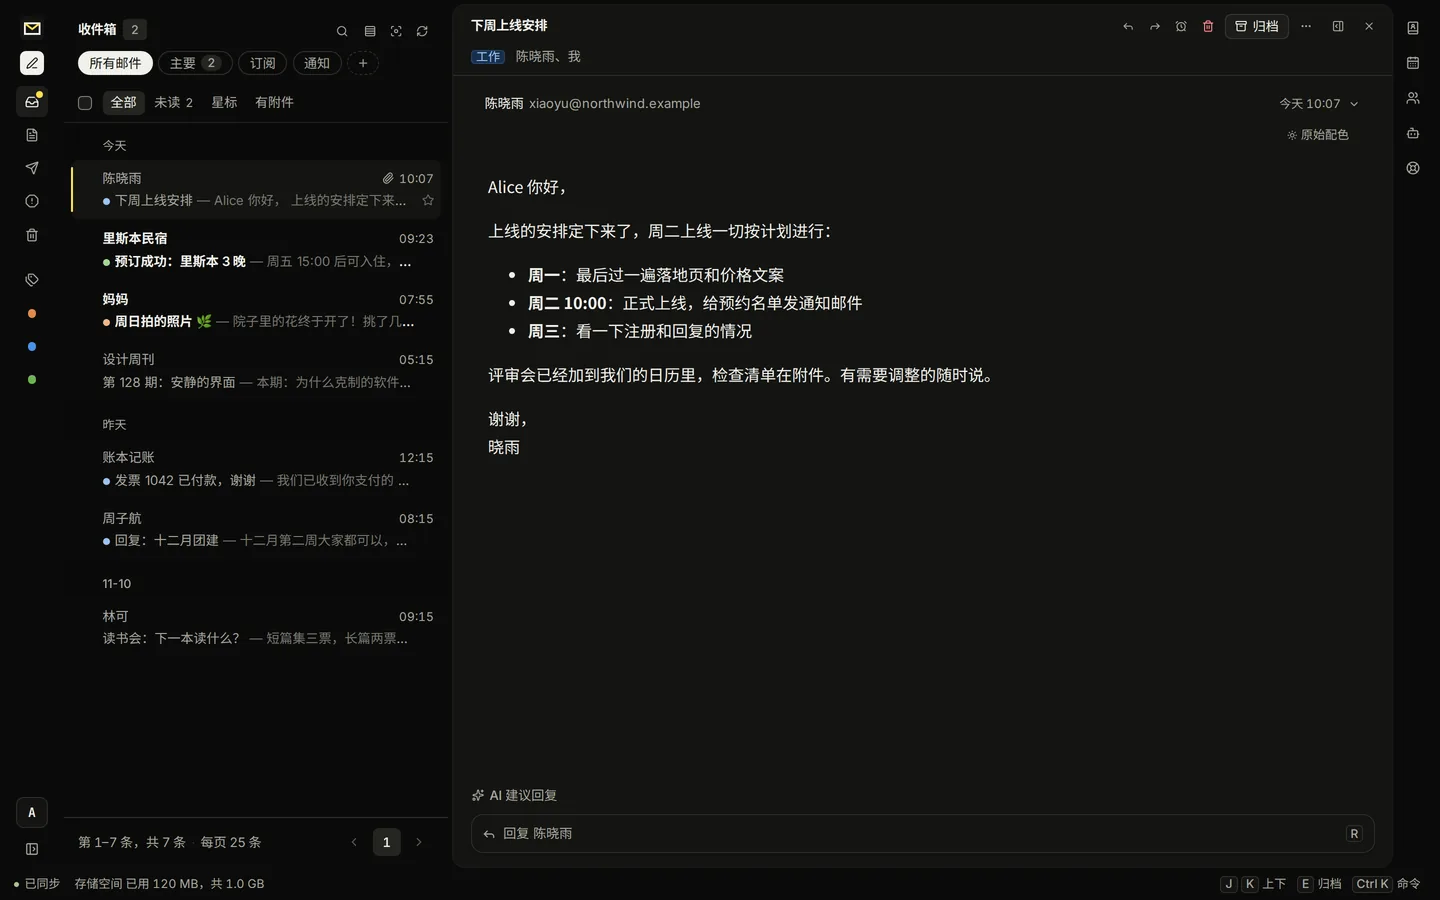 收件箱 2
所有邮件 主要 2 订阅 通知 +
全部 未读 2 星标 有附件
今天
陈晓雨 10:07
下周上线安排 — Alice 你好， 上线的安排定下来...
里斯本民宿 09:23
预订成功：里斯本 3 晚 — 周五 15:00 后可入住，...
妈妈 07:55
周日拍的照片 🌿 — 院子里的花终于开了！挑了几...
设计周刊 05:15
第 128 期：安静的界面 — 本期：为什么克制的软件...
昨天
账本记账 12:15
发票 1042 已付款，谢谢 — 我们已收到你支付的 ...
周子航 08:15
回复：十二月团建 — 十二月第二周大家都可以，...
11-10
林可 09:15
读书会：下一本读什么？ — 短篇集三票，长篇两票...
A
第 1–7 条，共 7 条 · 每页 25 条 1
已同步 存储空间 已用 120 MB，共 1.0 GB
下周上线安排 归档
工作 陈晓雨、我
陈晓雨 xiaoyu@northwind.example 今天 10:07
原始配色
Alice 你好，
上线的安排定下来了，周二上线一切按计划进行：
• 周一：最后过一遍落地页和价格文案
• 周二 10:00：正式上线，给预约名单发通知邮件
• 周三：看一下注册和回复的情况
评审会已经加到我们的日历里，检查清单在附件。有需要调整的随时说。
谢谢，
晓雨
AI 建议回复
回复 陈晓雨 R
J K 上下 E 归档 Ctrl K 命令